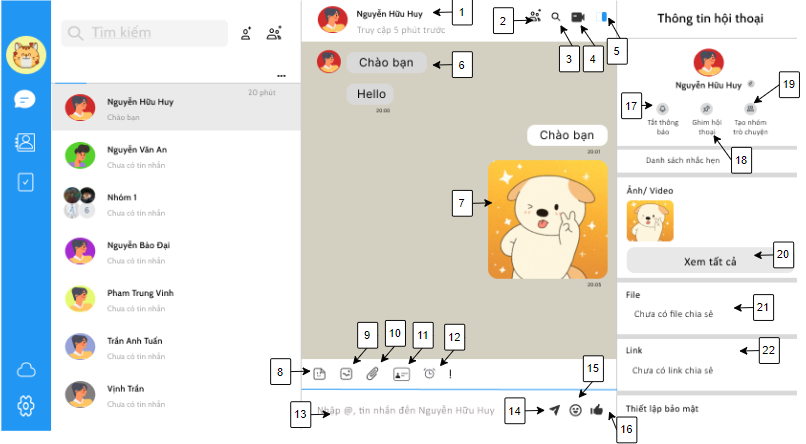 Tìm kiếm
...
20 phút
Nguyễn Hữu Huy
Chào bạn
Nguyễn Văn An
Chưa có tin nhắn
Nhóm 1
Chưa có tin nhắn
6
Nguyễn Bảo Đại
Chưa có tin nhắn
Phạm Trung Vinh
Chưa có tin nhắn
Trần Anh Tuấn
Chưa có tin nhắn
Vịnh Trần
Chưa có tin nhắn
Nguyễn Hữu Huy
Truy cập 5 phút trước
1
2
3
4
5
Chào bạn
6
Hello
20:00
Chào bạn
20:01
7
20:05
8
9
10
11
12
!
13
Nhập @, tin nhắn đến Nguyễn Hữu Huy
14
15
16
Thông tin hội thoại
Nguyễn Hữu Huy
17
19
Tắt thông
báo
Ghim hội
thoại
Tạo nhóm
trò chuyện
18
Danh sách nhắc hẹn
Ảnh/ Video
Xem tất cả
20
File
Chưa có file chia sẻ
21
Link
22
Chưa có link chia sẻ
Thiết lập bảo mật